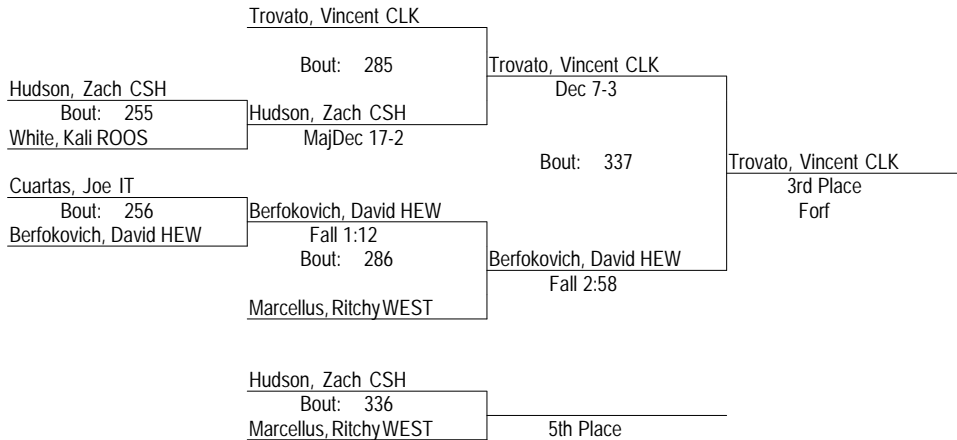 Trovato, Vincent CLK
Bout: 285
Trovato, Vincent CLK
Dec 7-3
Hudson, Zach CSH
Bout: 255
White, Kali ROOS
Hudson, Zach CSH
MajDec 17-2
Bout: 337
Trovato, Vincent CLK
3rd Place
Forf
Cuartas, Joe IT
Bout: 256
Berfokovich, David HEW
Berfokovich, David HEW
Fall 1:12
Bout: 286
Berfokovich, David HEW
Fall 2:58
Marcellus, Ritchy WEST
Hudson, Zach CSH
Bout: 336
Marcellus, Ritchy WEST
5th Place